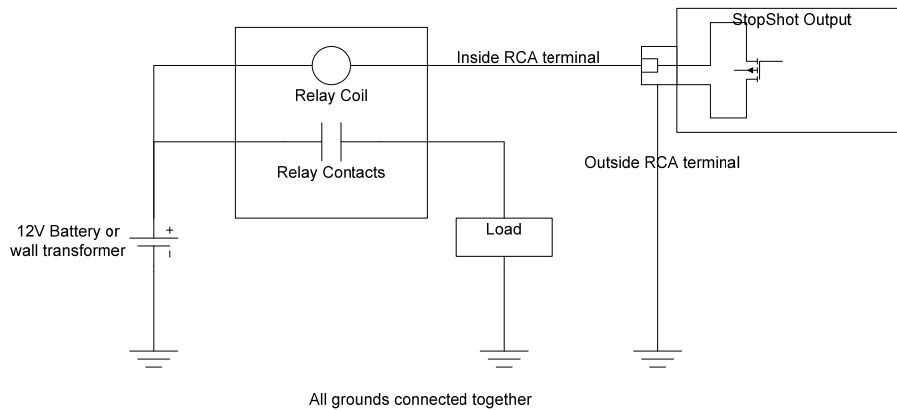 StopShot Output
Inside RCA terminal
Relay Coil
Relay Contacts
Outside RCA terminal
12V Battery or
wall transformer
+
-
Load
All grounds connected together